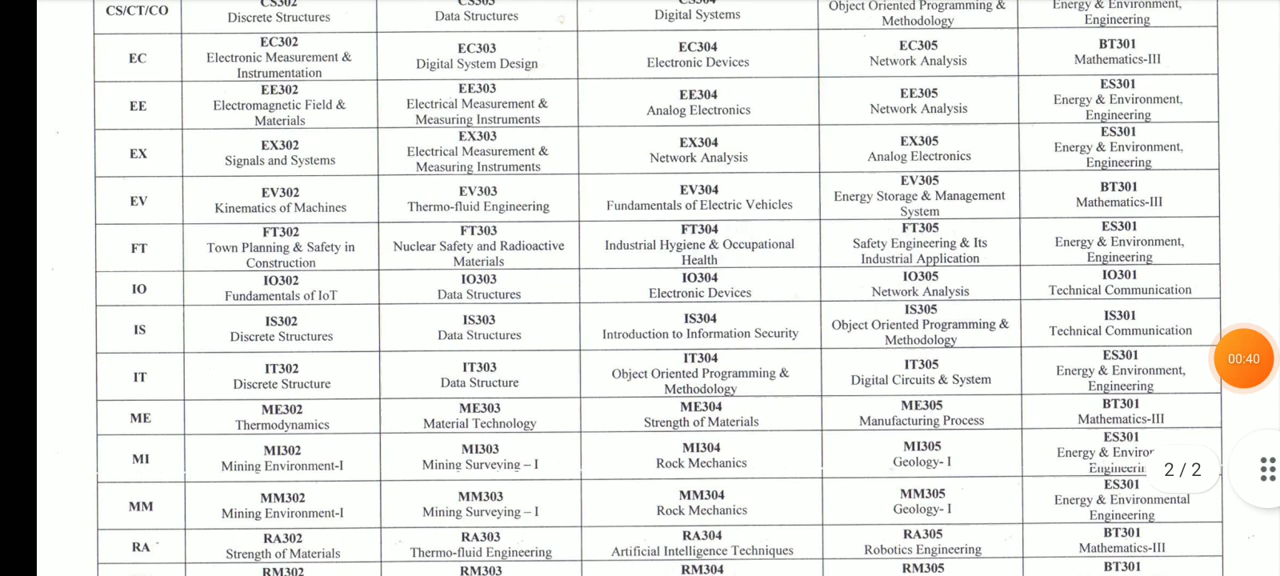 CS/CT/CO
CS302
Discrete Structures
CS303
Data Structures
CS304
Digital Systems
Object Oriented Programming &
Methodology
Energy & Environment,
Engineering
EC
EC302
Electronic Measurement &
Instrumentation
EC303
Digital System Design
EC304
Electronic Devices
EC305
Network Analysis
BT301
Mathematics-III
EE
EE302
Electromagnetic Field &
Materials
EE303
Electrical Measurement &
Measuring Instruments
EE304
Analog Electronics
EE305
Network Analysis
ES301
Energy & Environment,
Engineering
EX
EX302
Signals and Systems
EX303
Electrical Measurement &
Measuring Instruments
EX304
Network Analysis
EX305
Analog Electronics
ES301
Energy & Environment,
Engineering
EV
EV302
Kinematics of Machines
EV303
Thermo-fluid Engineering
EV304
Fundamentals of Electric Vehicles
EV305
Energy Storage & Management
System
BT301
Mathematics-III
FT
FT302
Town Planning & Safety in
Construction
FT303
Nuclear Safety and Radioactive
Materials
FT304
Industrial Hygiene & Occupational
Health
FT305
Safety Engineering & Its
Industrial Application
ES301
Energy & Environment,
Engineering
IO
IO302
Fundamentals of IoT
IO303
Data Structures
IO304
Electronic Devices
IO305
Network Analysis
IO301
Technical Communication
IS
IS302
Discrete Structures
IS303
Data Structures
IS304
Introduction to Information Security
IS305
Object Oriented Programming &
Methodology
IS301
Technical Communication
IT
IT302
Discrete Structure
IT303
Data Structure
IT304
Object Oriented Programming &
Methodology
IT305
Digital Circuits & System
ES301
Energy & Environment,
Engineering
ME
ME302
Thermodynamics
ME303
Material Technology
ME304
Strength of Materials
ME305
Manufacturing Process
BT301
Mathematics-III
MI
MI302
Mining Environment-I
MI303
Mining Surveying – I
MI304
Rock Mechanics
MI305
Geology- I
ES301
Energy & Enviror
Engineerin
MM
MM302
Mining Environment-I
MM303
Mining Surveying – I
MM304
Rock Mechanics
MM305
Geology- I
ES301
Energy & Environmental
Engineering
RA
RA302
Strength of Materials
RA303
Thermo-fluid Engineering
RA304
Artificial Intelligence Techniques
RA305
Robotics Engineering
BT301
Mathematics-III
RM302
RM303
RM304
RM305
BT301
00:40
2 / 2